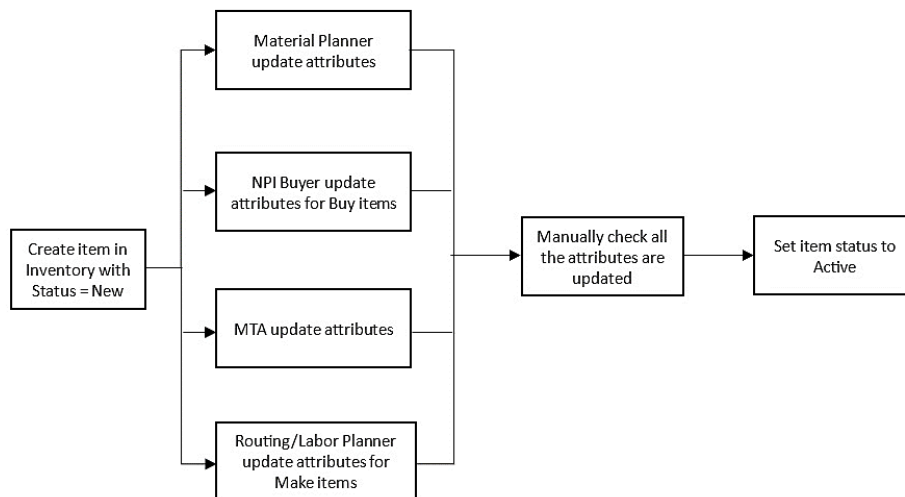 Material Planner
update attributes
NPI Buyer update
attributes for Buy items
Create item in
Inventory with
Status = New
Manually check all
the attributes are
updated
Set item status to
Active
MTA update attributes
Routing/Labor Planner
update attributes for
Make items